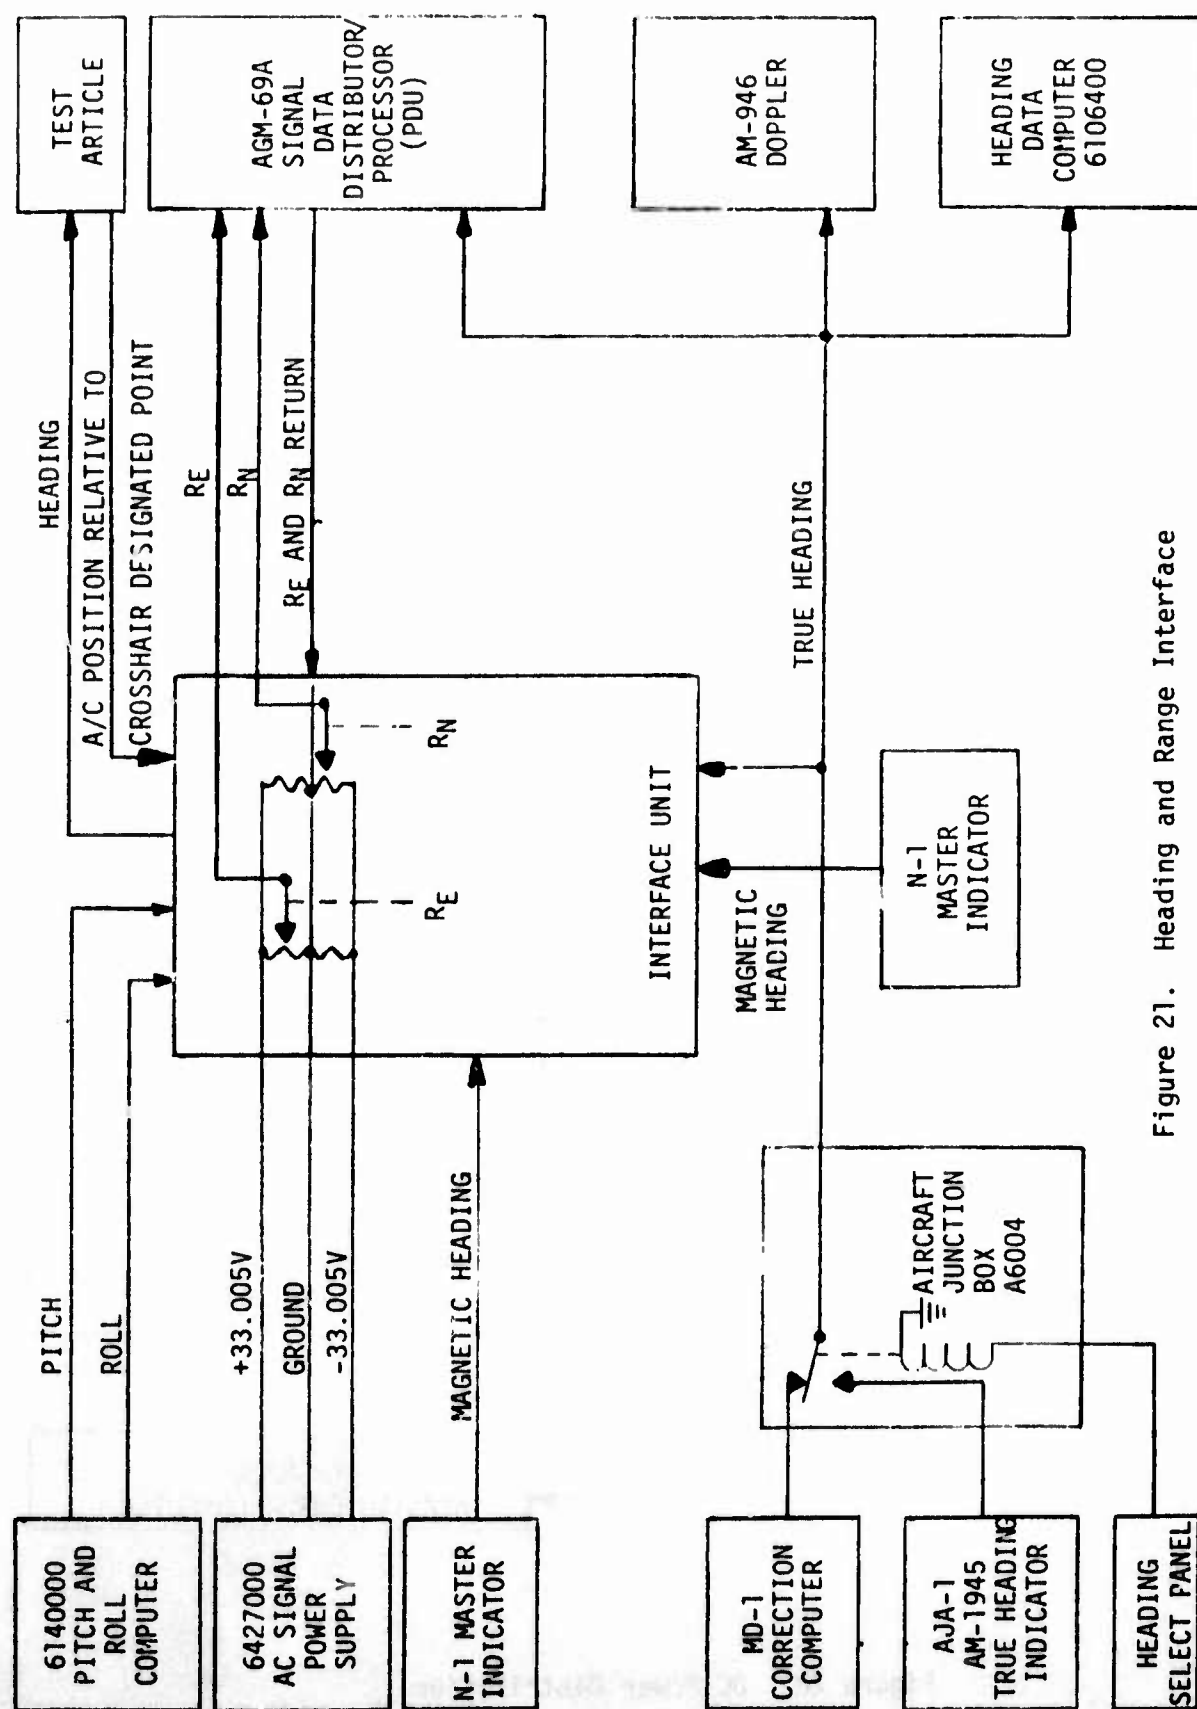 6140000
PITCH AND
ROLL
COMPUTER
PITCH
ROLL
6427000
AC SIGNAL
POWER
SUPPLY
+33.005V
GROUND
-33.005V
N-1 MASTER
INDICATOR
MAGNETIC HEADING
MD-1
CORRECTION
COMPUTER
AJA-1
AM-1945
TRUE HEADING
INDICATOR
HEADING
SELECT PANEL
AIRCRAFT
JUNCTION
BOX
A6004
RE
RN
INTERFACE UNIT
MAGNETIC
HEADING
N-1
MASTER
INDICATOR
HEADING
A/C POSITION RELATIVE TO
CROSSHAIR DESIGNATED POINT
RE
RN
RE AND RN RETURN
TRUE HEADING
TEST
ARTICLE
AGM-69A
SIGNAL
DATA
DISTRIBUTOR/
PROCESSOR
(PDU)
AM-946
DOPPLER
HEADING
DATA
COMPUTER
6106400
Figure 21. Heading and Range Interface